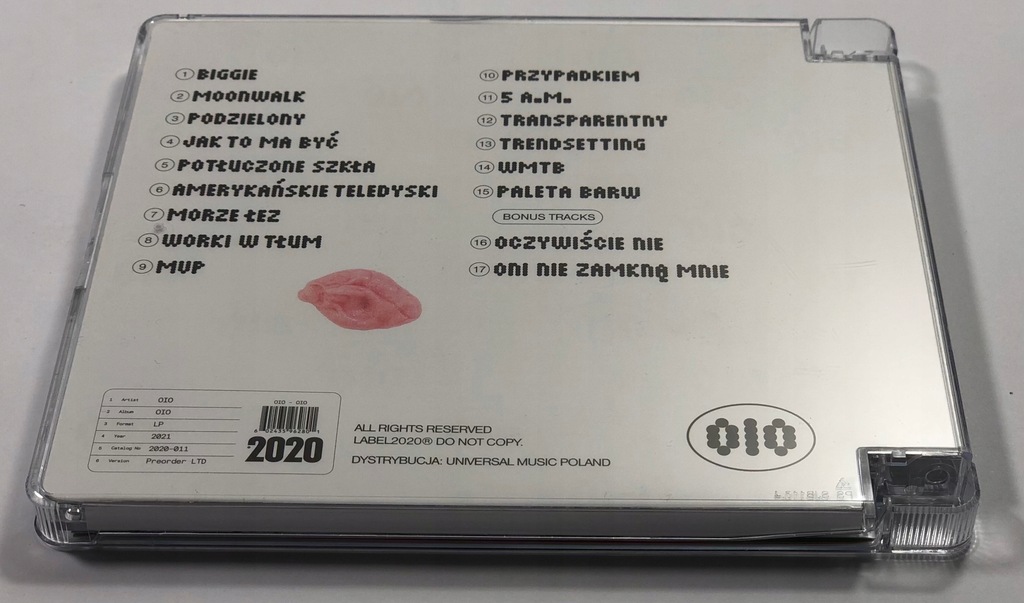 1 BIGGIE
2 MOONWALK
3 PODZIELONY
4 JAK TO MA BYĆ
5 POTŁUCZONE SZKŁA
6 AMERYKAŃSKIE TELEDYSKI
7 MORZE ŁEZ
8 WORKI W TŁUM
9 MVP
10 PRZYPADKIEM
11 5 A.M.
12 TRANSPARENTNY
13 TRENDSETTING
14 WMTB
15 PALETA BARW
BONUS TRACKS
16 OCZYWIŚCIE NIE
17 ONI NIE ZAMKNĄ MNIE
1 Artist OIO
2 Album OIO
3 Format LP
4 Year 2021
5 Catalog No 2020-011
6 Version Preorder LTD
OIO - OIO
6 02435 96280 1
2020
ALL RIGHTS RESERVED
LABEL2020® DO NOT COPY.
DYSTRYBUCJA: UNIVERSAL MUSIC POLAND
OIO